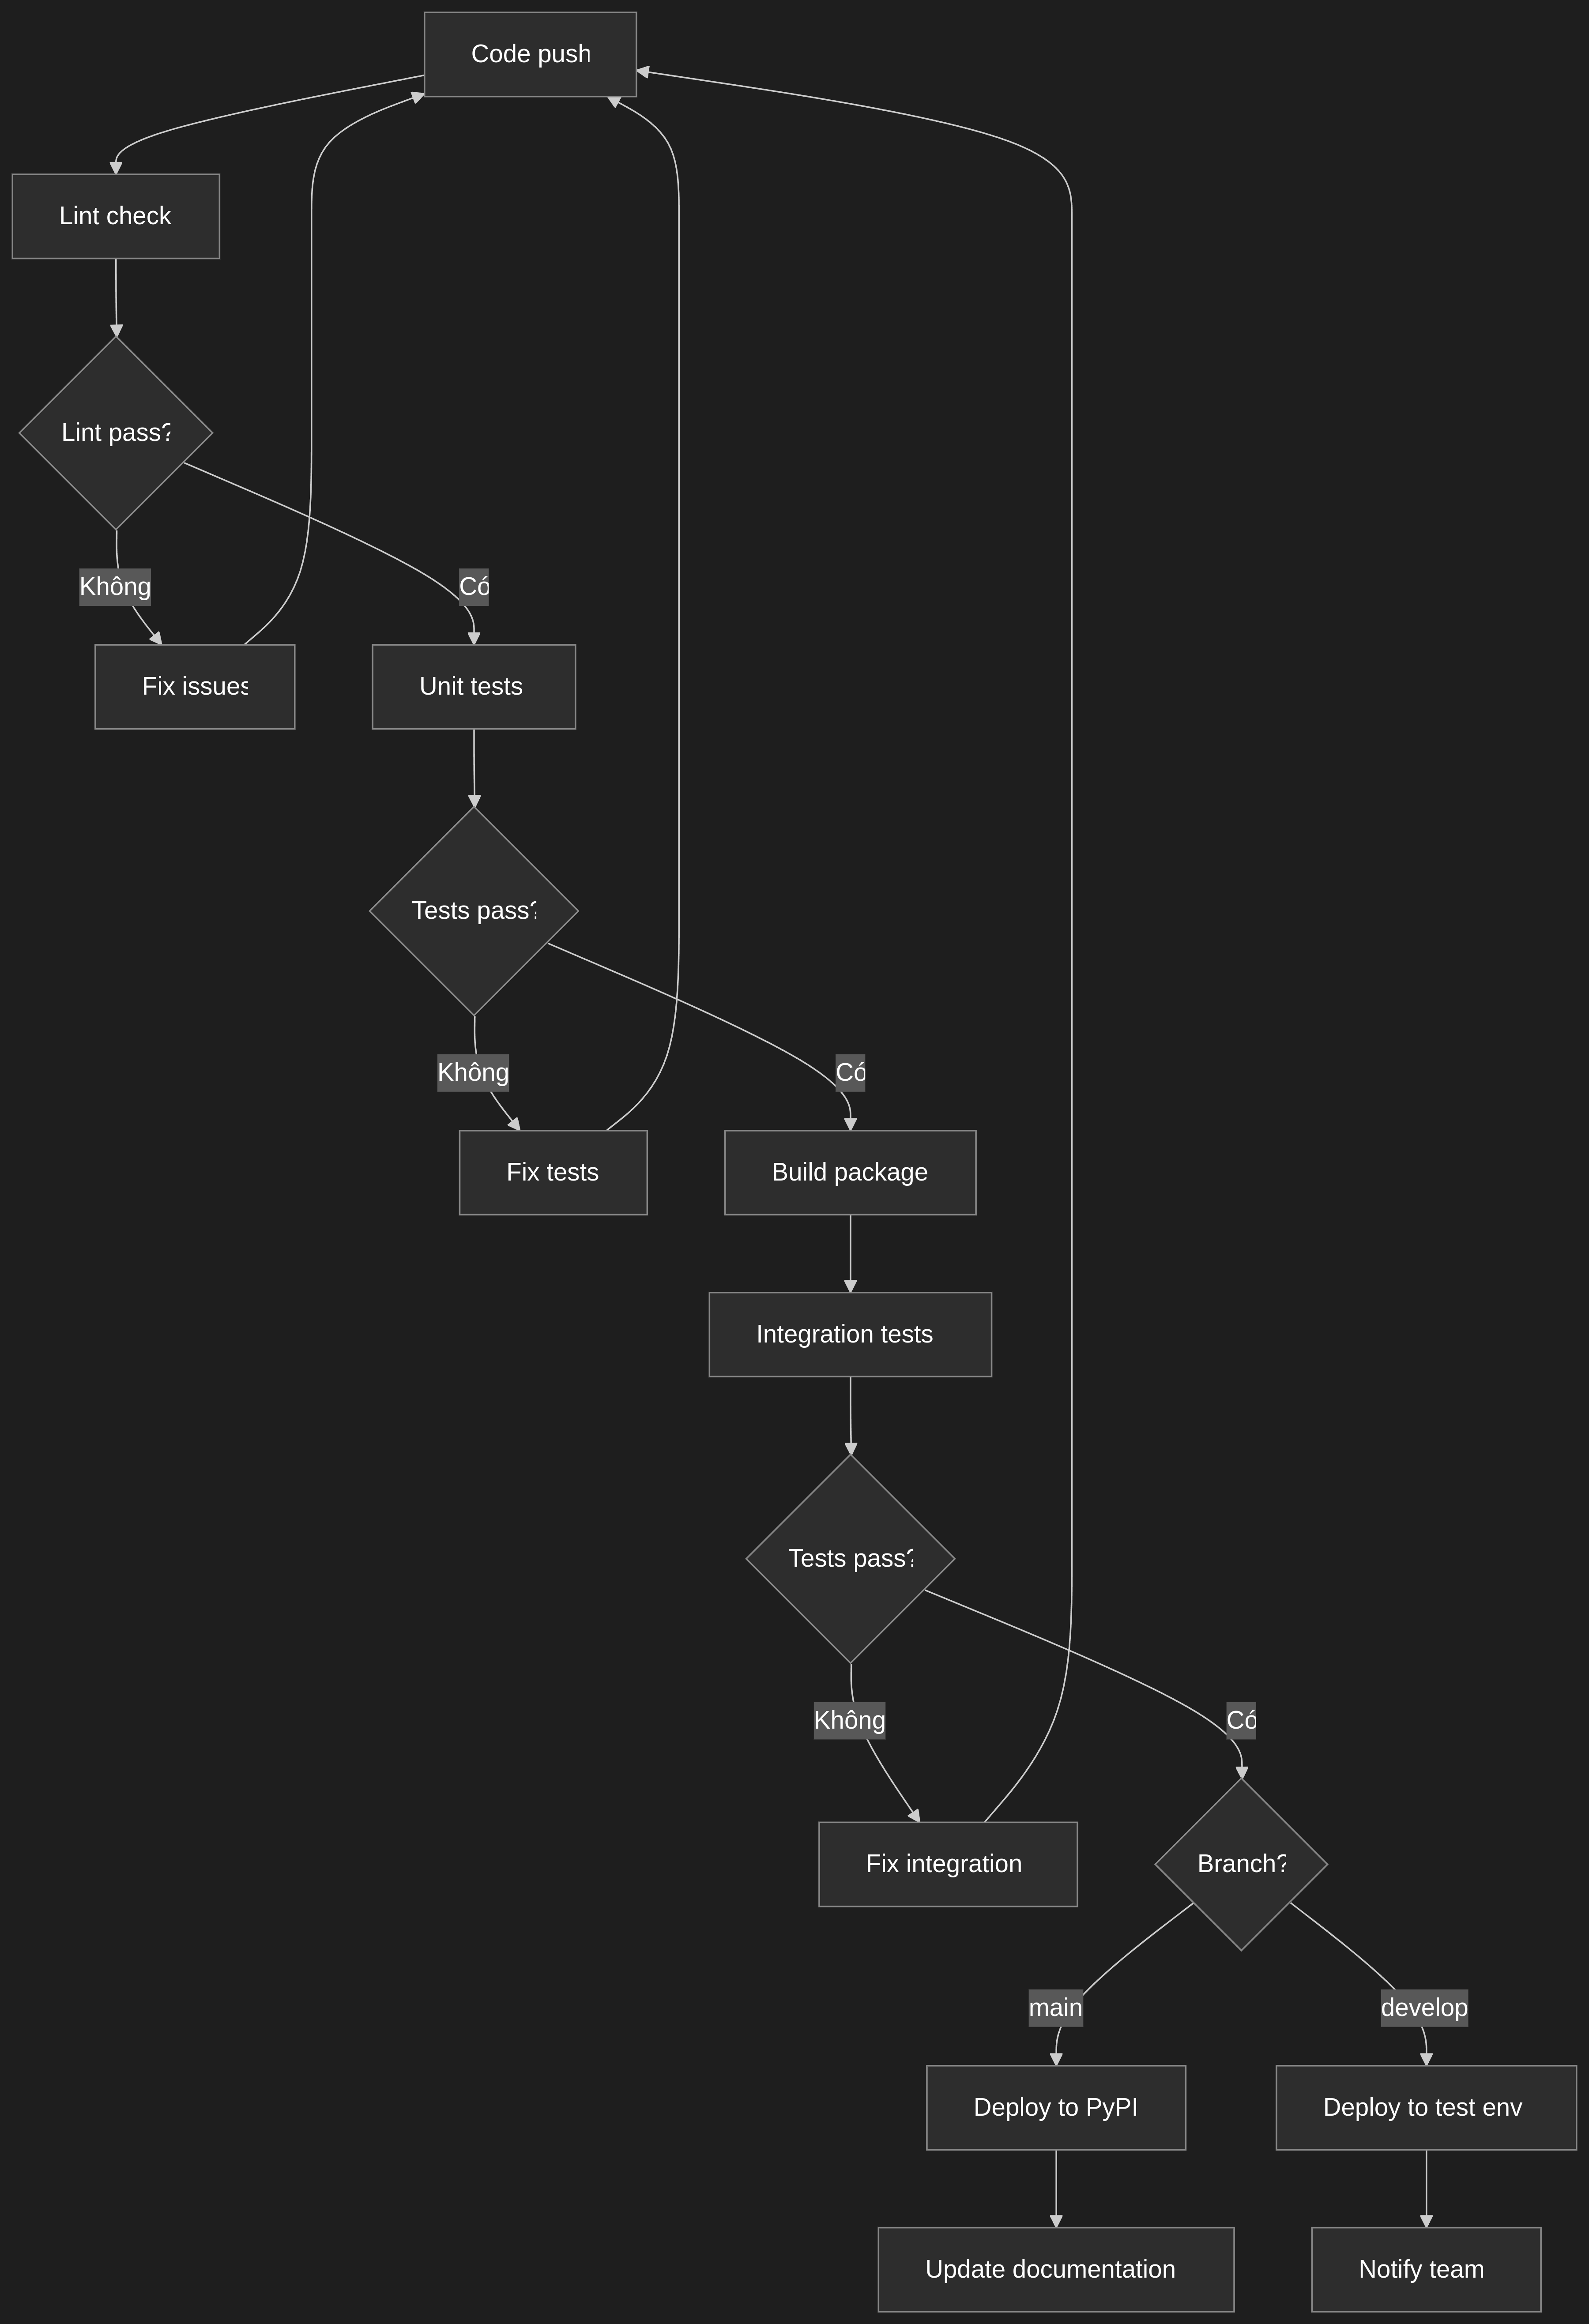 Code push
Lint check
Lint pass?
Không
Có
Fix issues
Unit tests
Tests pass?
Không
Có
Fix tests
Build package
Integration tests
Tests pass?
Không
Có
Fix integration
Branch?
main
develop
Deploy to PyPI
Deploy to test env
Update documentation
Notify team